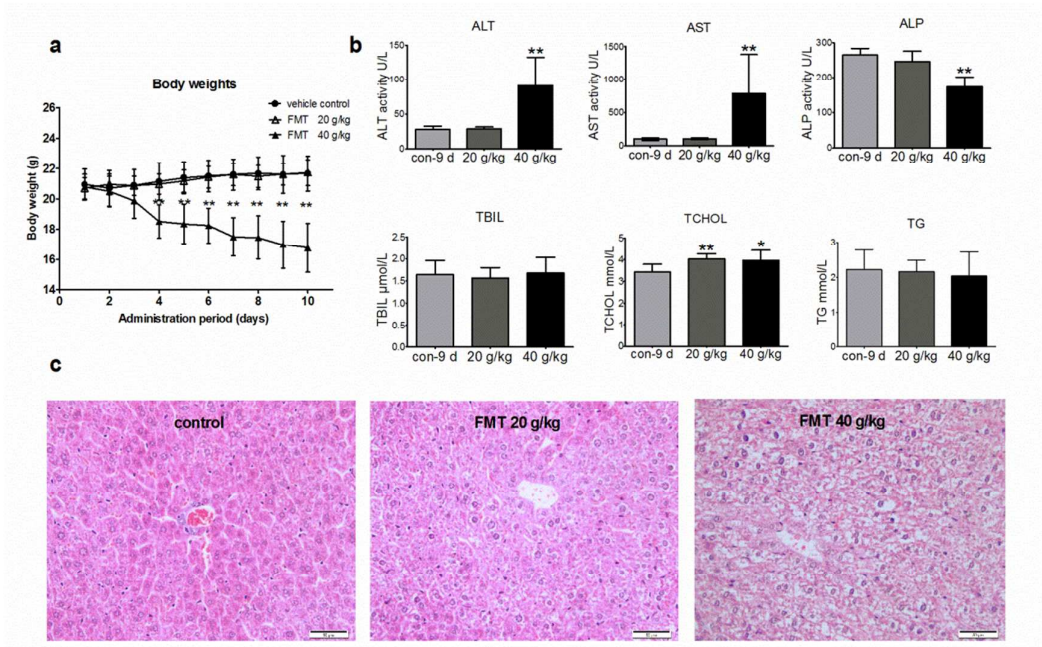 a
Body weights
vehicle control
FMT 20 g/kg
FMT 40 g/kg
Body weight (g)
26
24
22
20
18
16
14
** ** ** ** ** ** **
0 2 4 6 8 10
Administration period (days)
b
ALT
ALT activity U/L
150
100
50
0
**
con-9 d 20 g/kg 40 g/kg
AST
AST activity U/L
1500
1000
500
0
**
con-9 d 20 g/kg 40 g/kg
ALP
ALP activity U/L
300
200
100
0
**
con-9 d 20 g/kg 40 g/kg
TBIL
TBIL μmol/L
2.5
2.0
1.5
1.0
0.5
0.0
con-9 d 20 g/kg 40 g/kg
TCHOL
TCHOL mmol/L
5
4
3
2
1
0
** *
con-9 d 20 g/kg 40 g/kg
TG
TG mmol/L
3
2
1
0
con-9 d 20 g/kg 40 g/kg
c
control
FMT 20 g/kg
FMT 40 g/kg